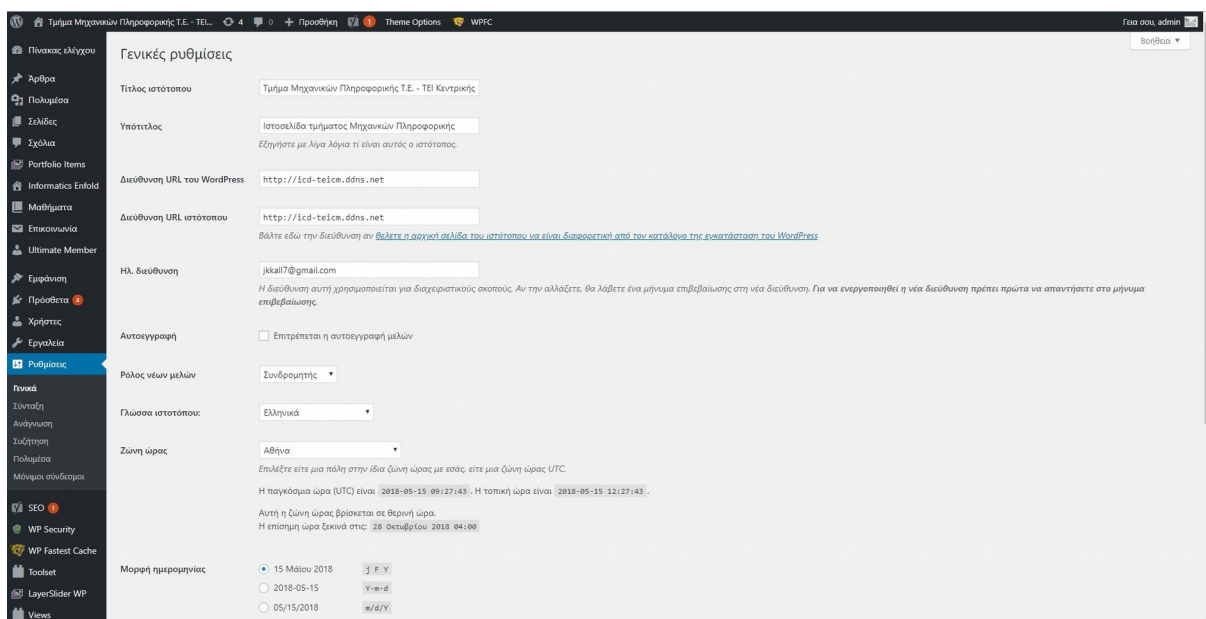 Τμήμα Μηχανικών Πληροφορικής Τ.Ε. - ΤΕΙ... 4 0 Προσθήκη 1 Theme Options WPFC Γεια σου, admin
Βοήθεια
Πίνακας ελέγχου
Άρθρα
Πολυμέσα
Σελίδες
Σχόλια
Portfolio Items
Informatics Enfold
Μαθήματα
Επικοινωνία
Ultimate Member
Εμφάνιση
Πρόσθετα 4
Χρήστες
Εργαλεία
Ρυθμίσεις
Γενικά
Σύνταξη
Ανάγνωση
Συζήτηση
Πολυμέσα
Μόνιμοι σύνδεσμοι
SEO 1
WP Security
WP Fastest Cache
Toolset
LayerSlider WP
Views
Γενικές ρυθμίσεις
Τίτλος ιστότοπου Τμήμα Μηχανικών Πληροφορικής Τ.Ε. - ΤΕΙ Κεντρικής
Υπότιτλος Ιστοσελίδα τμήματος Μηχανκών Πληροφορικής
Εξηγήστε με λίγα λόγια τί είναι αυτός ο ιστότοπος.
Διεύθυνση URL του WordPress http://icd-teicm.ddns.net
Διεύθυνση URL ιστότοπου http://icd-teicm.ddns.net
Βάλτε εδώ την διεύθυνση αν θελετε η αρχική σελίδα του ιστότοπου να είναι διαφορετική από τον κατάλογο της εγκατάσταση του WordPress
Ηλ. διεύθυνση jkkall7@gmail.com
Η διεύθυνση αυτή χρησιμοποιείται για διαχειριστικούς σκοπούς. Αν την αλλάξετε, θα λάβετε ένα μήνυμα επιβεβαίωσης στη νέα διεύθυνση. Για να ενεργοποιηθεί η νέα διεύθυνση πρέπει πρώτα να απαντήσετε στο μήνυμα
επιβεβαίωσης.
Αυτοεγγραφή Επιτρέπεται η αυτοεγγραφή μελών
Ρόλος νέων μελών Συνδρομητής
Γλώσσα ιστοτόπου: Ελληνικά
Ζώνη ώρας Αθήνα
Επιλέξτε είτε μια πόλη στην ίδια ζώνη ώρας με εσάς, είτε μια ζώνη ώρας UTC.
Η παγκόσμια ώρα (UTC) είναι 2018-05-15 09:27:43 . Η τοπική ώρα είναι 2018-05-15 12:27:43 .
Αυτή η ζώνη ώρας βρίσκεται σε θερινή ώρα.
Η επίσημη ώρα ξεκινά στις: 28 Οκτωβρίου 2018 04:00
Μορφή ημερομηνίας 15 Μάΐου 2018 j F Y
2018-05-15 Y-m-d
05/15/2018 m/d/Y